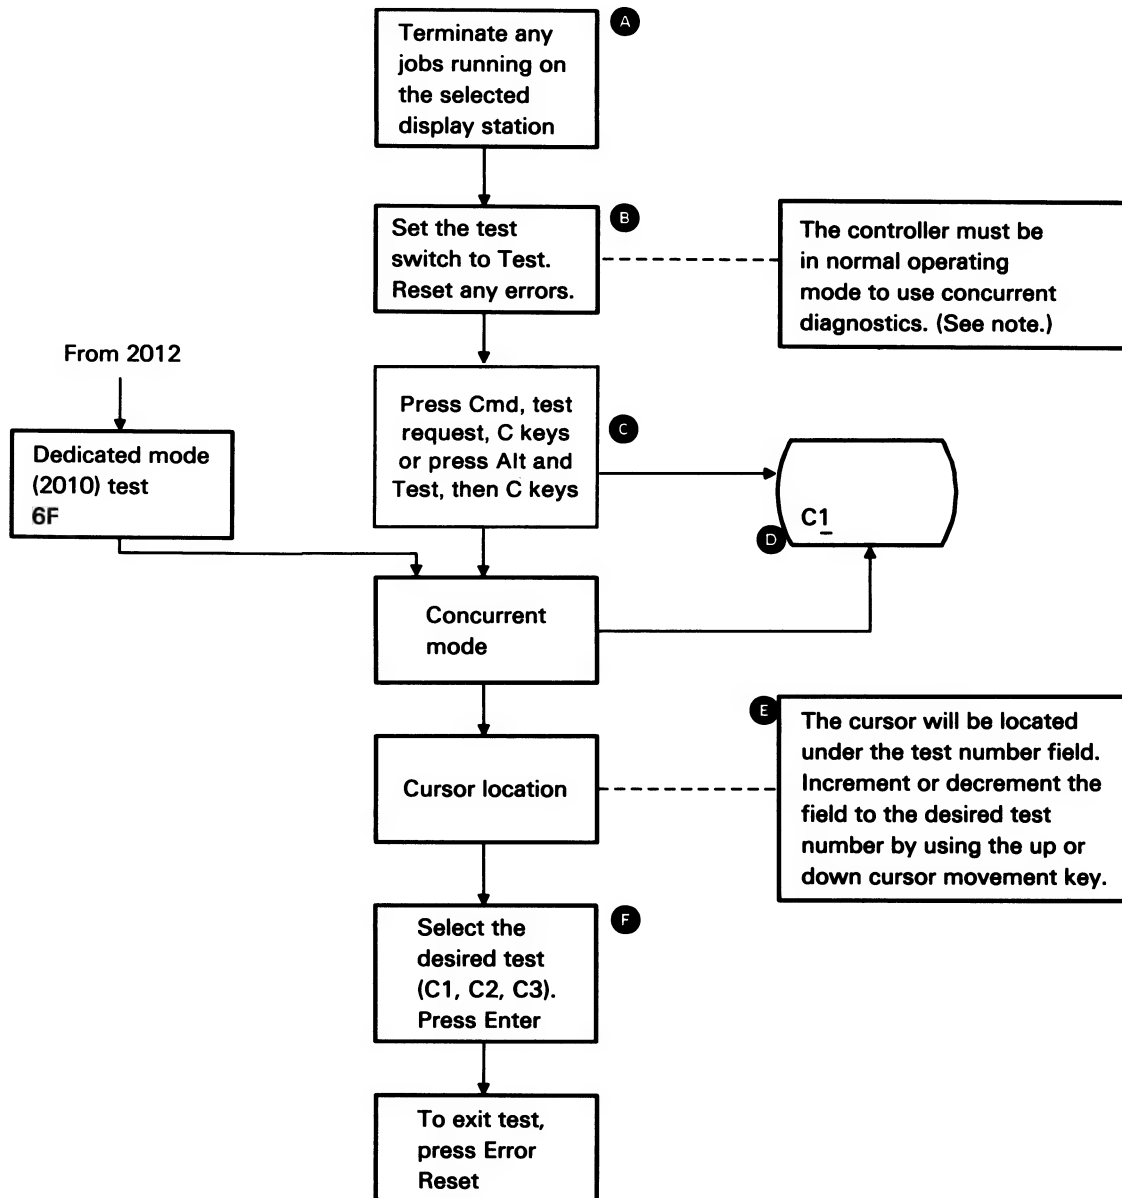 A
Terminate any
jobs running on
the selected
display station
B
Set the test
switch to Test.
Reset any errors.
The controller must be
in normal operating
mode to use concurrent
diagnostics. (See note.)
From 2012
Dedicated mode
(2010) test
6F
C
Press Cmd, test
request, C keys
or press Alt and
Test, then C keys
C1
D
Concurrent
mode
E
Cursor location
The cursor will be located
under the test number field.
Increment or decrement the
field to the desired test
number by using the up or
down cursor movement key.
F
Select the
desired test
(C1, C2, C3).
Press Enter
To exit test,
press Error
Reset